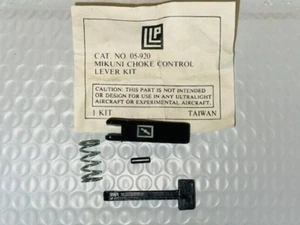 LLP
CAT. NO. 05-920
MIKUNI CHOKE CONTROL
LEVER KIT
CAUTION: THIS PART IS NOT INTENDED
OR DESIGN FOR USE IN ANY ULTRALIGHT
AIRCRAFT OR EXPERIMENTAL AIRCRAFT.
1 KIT TAIWAN